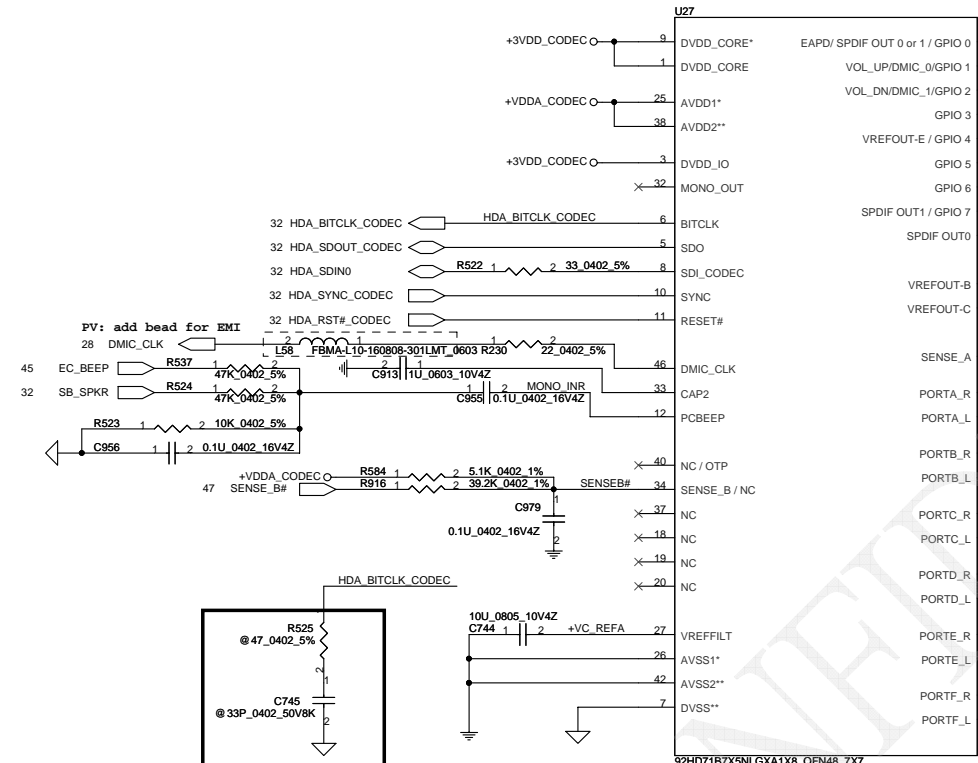 U27
+3VDD_CODEC 9 DVDD_CORE* EAPD/ SPDIF OUT 0 or 1 / GPIO 0
1 DVDD_CORE VOL_UP/DMIC_0/GPIO 1
VOL_DN/DMIC_1/GPIO 2
+VDDA_CODEC 25 AVDD1*
GPIO 3
38 AVDD2**
VREFOUT-E / GPIO 4
+3VDD_CODEC 3 DVDD_IO GPIO 5
32 MONO_OUT GPIO 6
SPDIF OUT1 / GPIO 7
32 HDA_BITCLK_CODEC HDA_BITCLK_CODEC 6 BITCLK
SPDIF OUT0
32 HDA_SDOUT_CODEC 5 SDO
32 HDA_SDIN0 R522 1 2 33_0402_5% 8 SDI_CODEC
VREFOUT-B
32 HDA_SYNC_CODEC 10 SYNC
VREFOUT-C
32 HDA_RST#_CODEC 11 RESET#
PV: add bead for EMI
28 DMIC_CLK 2 1 1 2
L58 FBMA-L10-160808-301LMT_0603 R230 22_0402_5%
SENSE_A
45 EC_BEEP R537 1 2 47K_0402_5%
46 DMIC_CLK
C913 2 1 1U_0603_10V4Z
32 SB_SPKR R524 1 2 47K_0402_5%
33 CAP2 PORTA_R
C955 1 2 0.1U_0402_16V4Z MONO_INR 12 PCBEEP PORTA_L
R523 1 2 10K_0402_5%
C956 1 2 0.1U_0402_16V4Z
PORTB_R
40 NC / OTP
+VDDA_CODEC R584 1 2 5.1K_0402_1%
PORTB_L
47 SENSE_B# R916 1 2 39.2K_0402_1% SENSEB# 34 SENSE_B / NC
C979 1 2 0.1U_0402_16V4Z
37 NC PORTC_R
18 NC PORTC_L
19 NC
PORTD_R
20 NC
PORTD_L
HDA_BITCLK_CODEC
R525 1 2
@47_0402_5%
10U_0805_10V4Z
C744 1 2 +VC_REFA 27 VREFFILT PORTE_R
26 AVSS1* PORTE_L
42 AVSS2**
PORTF_R
7 DVSS**
PORTF_L
C745 1 2
@33P_0402_50V8K
92HD71B7X5NLGXA1X8_QFN48_7X7